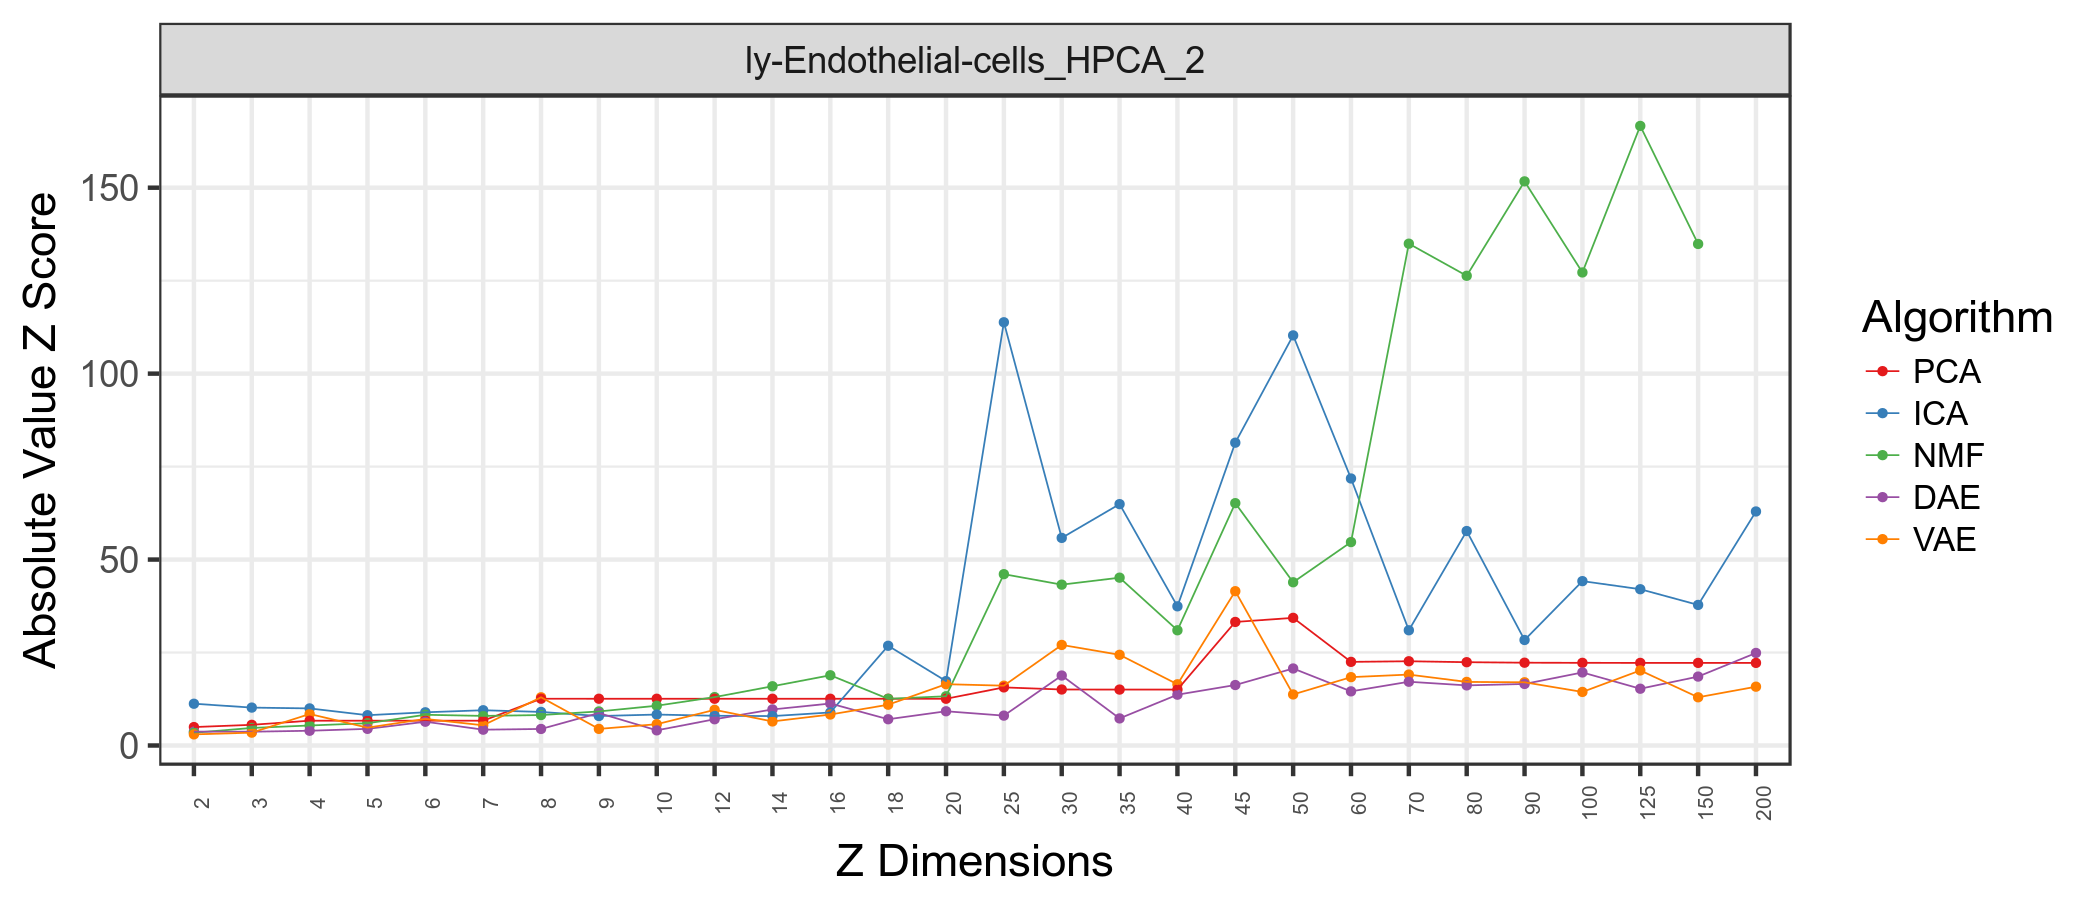 ly-Endothelial-cells_HPCA_2
Absolute Value Z Score
150
100
50
0
2 3 4 5 6 7 8 9 10 12 14 16 18 20 25 30 35 40 45 50 60 70 80 90 100 125 150 200
Z Dimensions
Algorithm
PCA
ICA
NMF
DAE
VAE